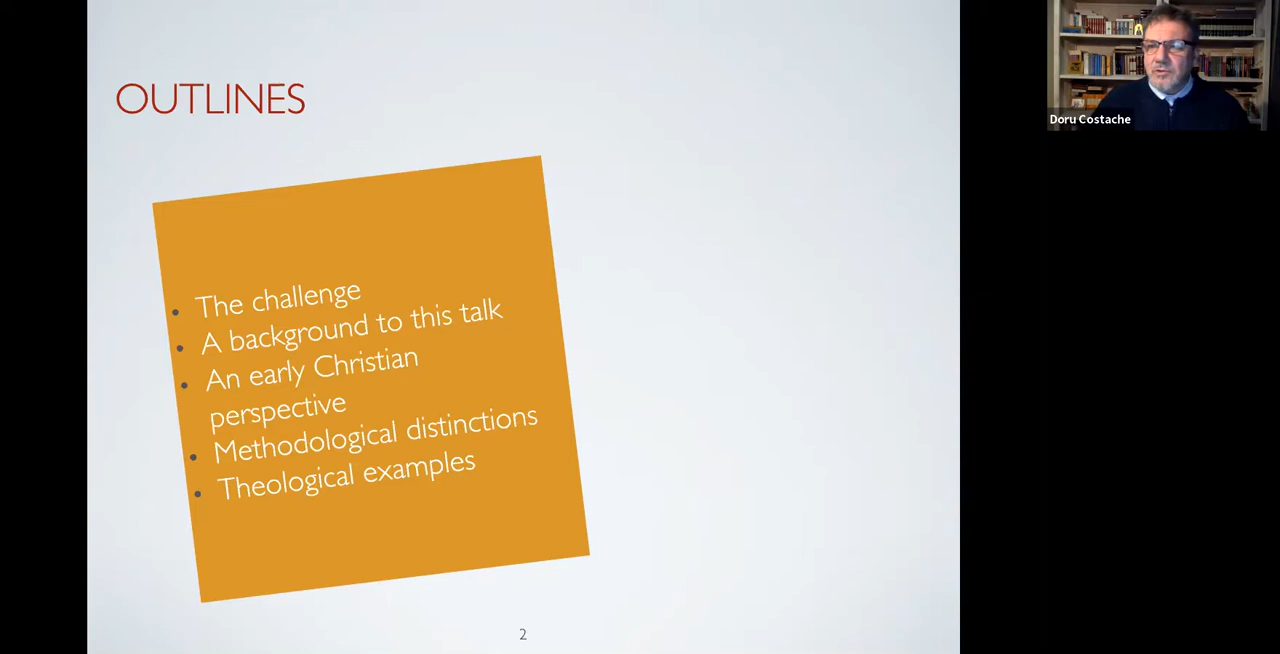 OUTLINES
• The challenge
• A background to this talk
• An early Christian
perspective
• Methodological distinctions
• Theological examples
2
Doru Costache